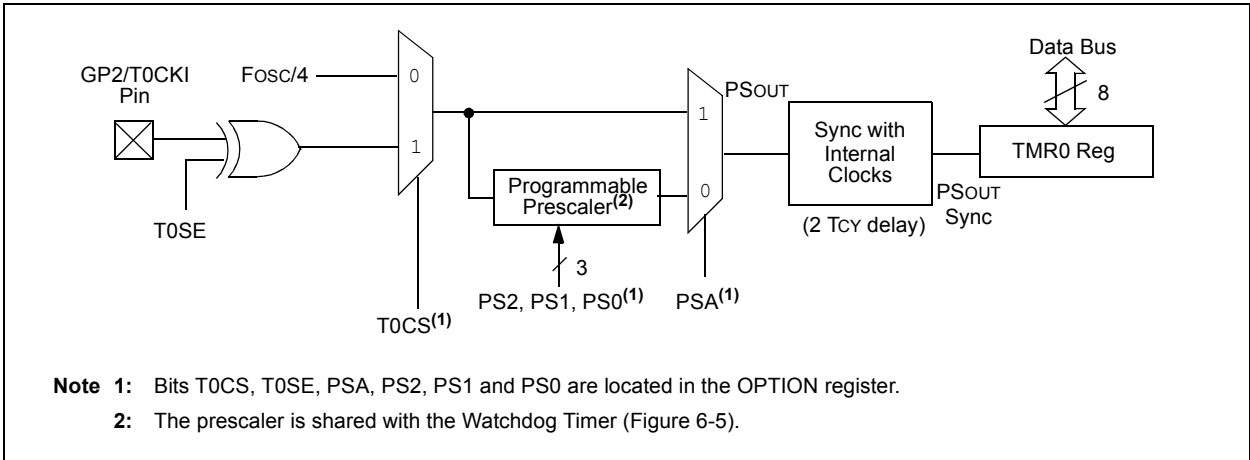 Data Bus
GP2/T0CKI
Pin
FOSC/4
0
1
T0SE
T0CS(1)
Programmable
Prescaler(2)
3
PS2, PS1, PS0(1)
1
0
PSA(1)
PSOUT
Sync with
Internal
Clocks
(2 TCY delay)
PSOUT
Sync
8
TMR0 Reg
Note 1: Bits T0CS, T0SE, PSA, PS2, PS1 and PS0 are located in the OPTION register.
2: The prescaler is shared with the Watchdog Timer (Figure 6-5).